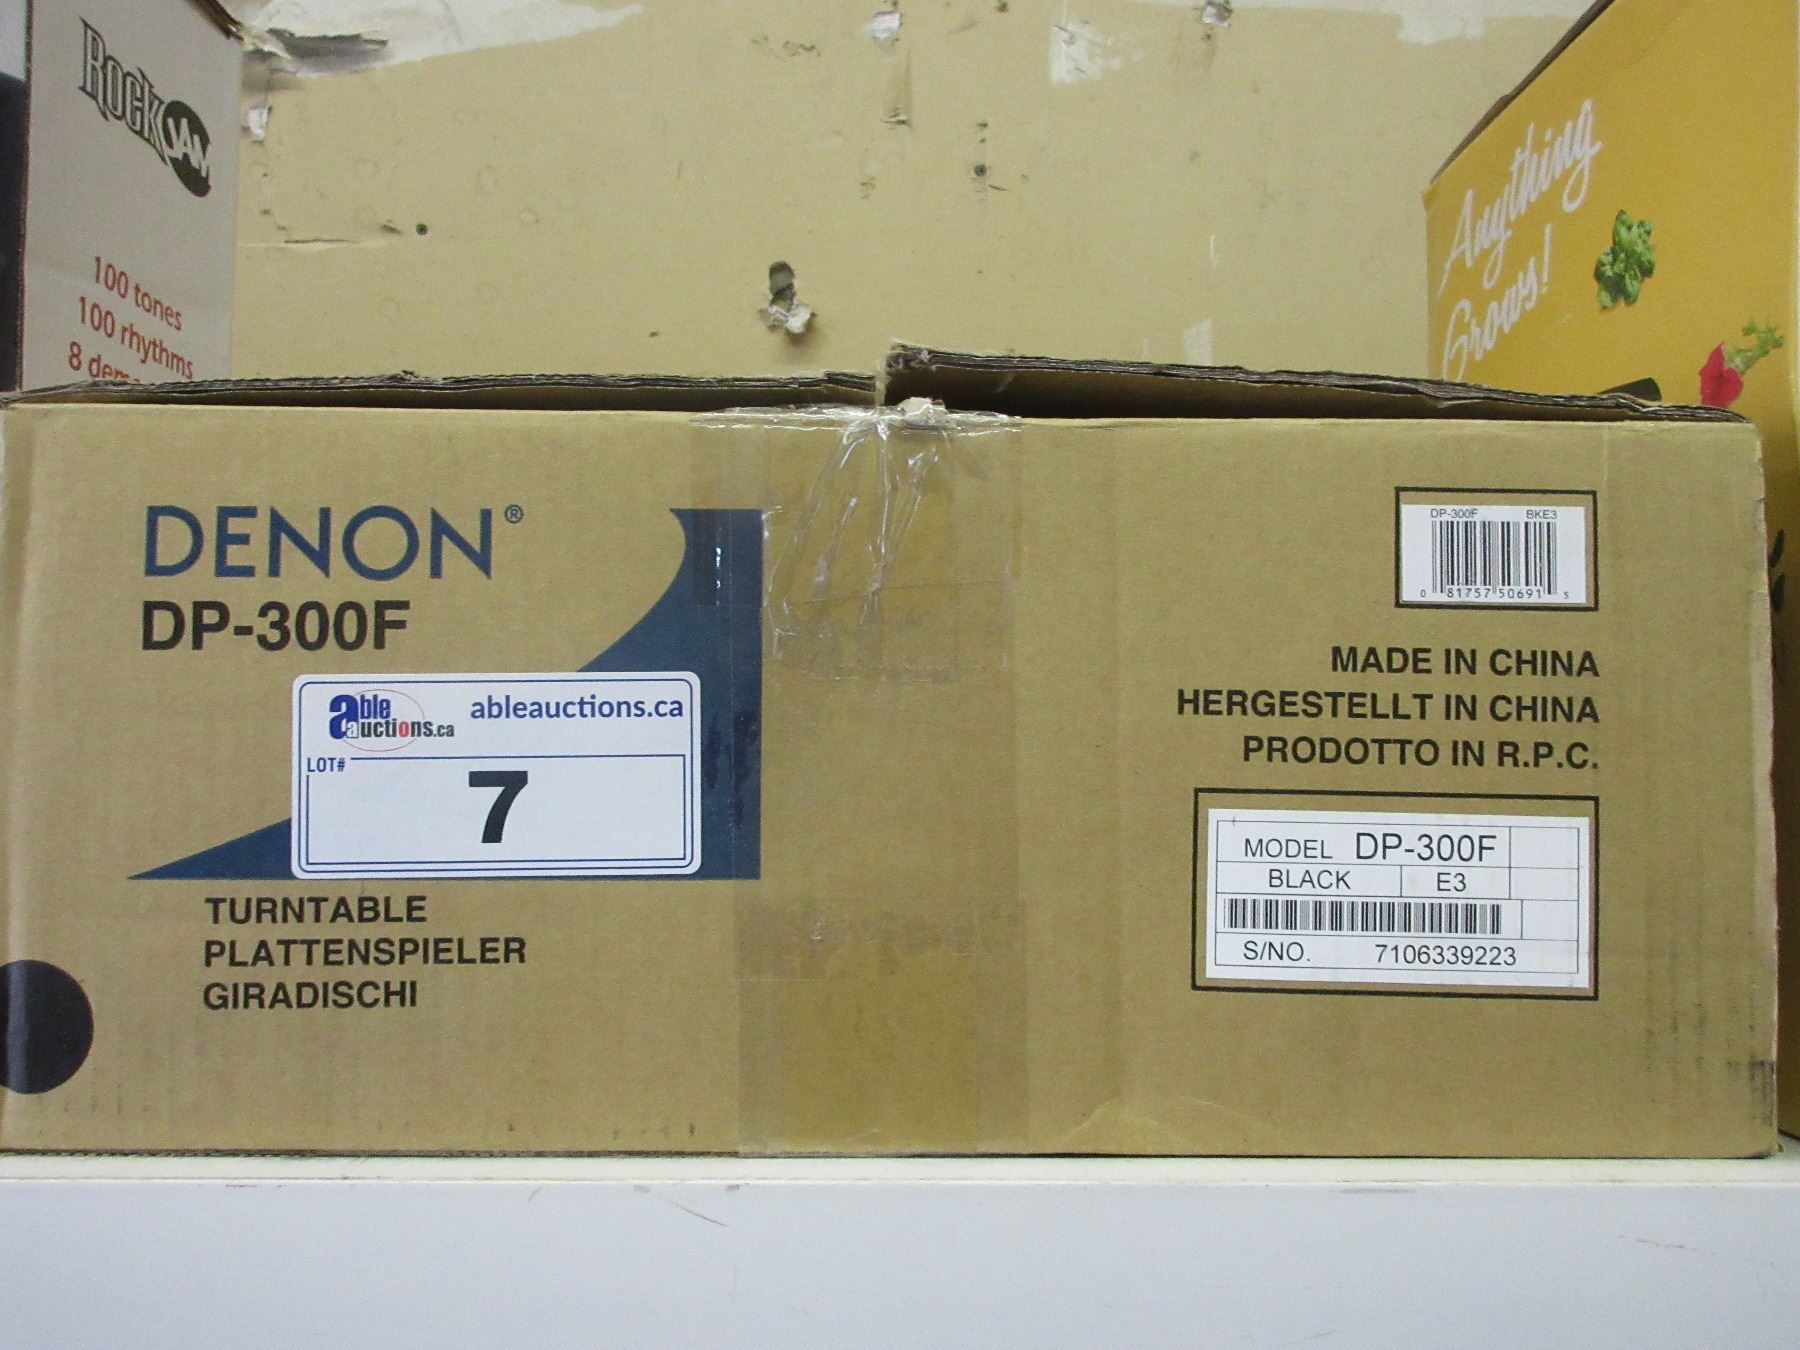 ROCKJAM
100 tones
100 rhythms
8
Anything
Grows!
DENON®
DP-300F
able auctions.ca
ableauctions.ca
LOT#
7
TURNTABLE
PLATTENSPIELER
GIRADISCHI
DP-300F BKE3
0 81757 50691 5
MADE IN CHINA
HERGESTELLT IN CHINA
PRODOTTO IN R.P.C.
MODEL DP-300F
BLACK E3
S/NO. 7106339223